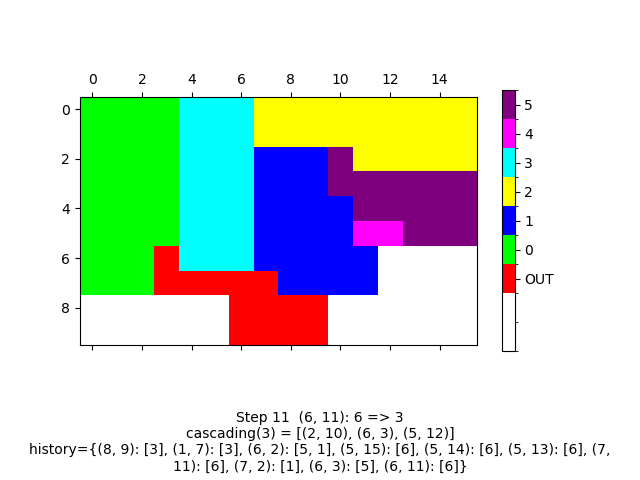 0 2 4 6 8 10 12 14
0
2
4
6
8
5
4
3
2
1
0
OUT
Step 11  (6, 11): 6 => 3
cascading(3) = [(2, 10), (6, 3), (5, 12)]
history={(8, 9): [3], (1, 7): [3], (6, 2): [5, 1], (5, 15): [6], (5, 14): [6], (5, 13): [6], (7,
11): [6], (7, 2): [1], (6, 3): [5], (6, 11): [6]}